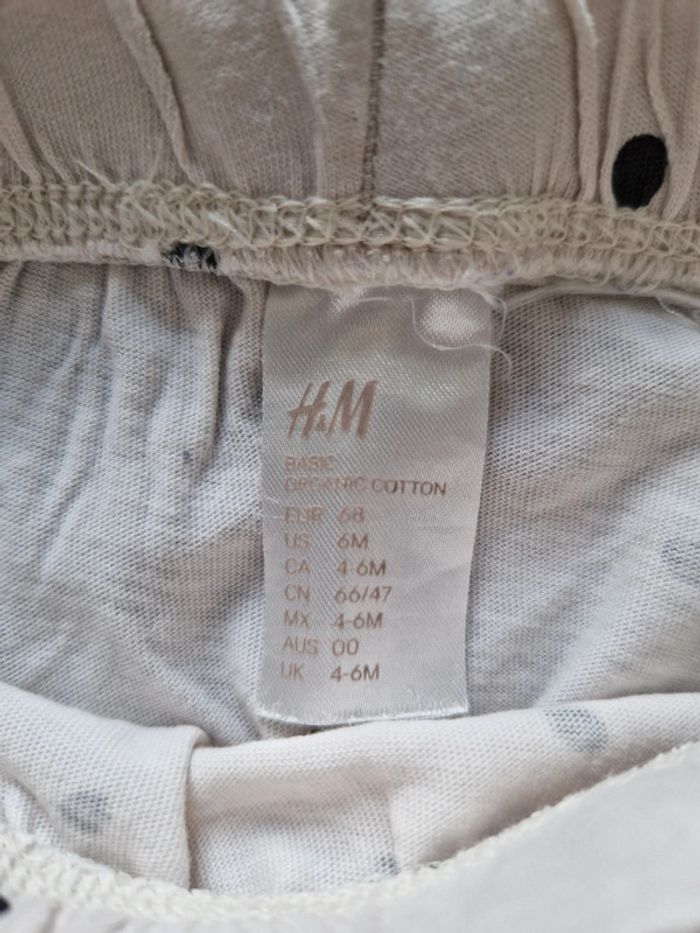 H&M
BASIC
ORGANIC COTTON
EUR 68
US 6M
CA 4-6M
CN 66/47
MX 4-6M
AUS 00
UK 4-6M